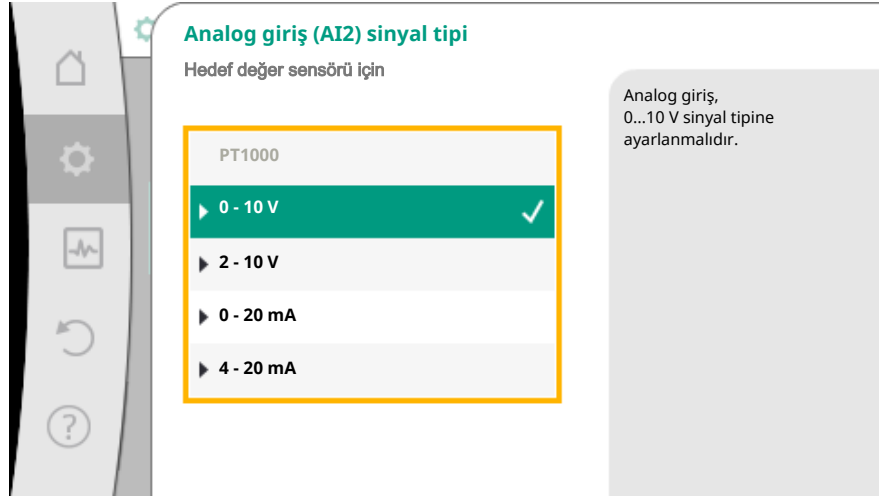 Analog giriş (AI2) sinyal tipi
Hedef değer sensörü için
PT1000
0 - 10 V
2 - 10 V
0 - 20 mA
4 - 20 mA
Analog giriş,
0...10 V sinyal tipine
ayarlanmalıdır.
?